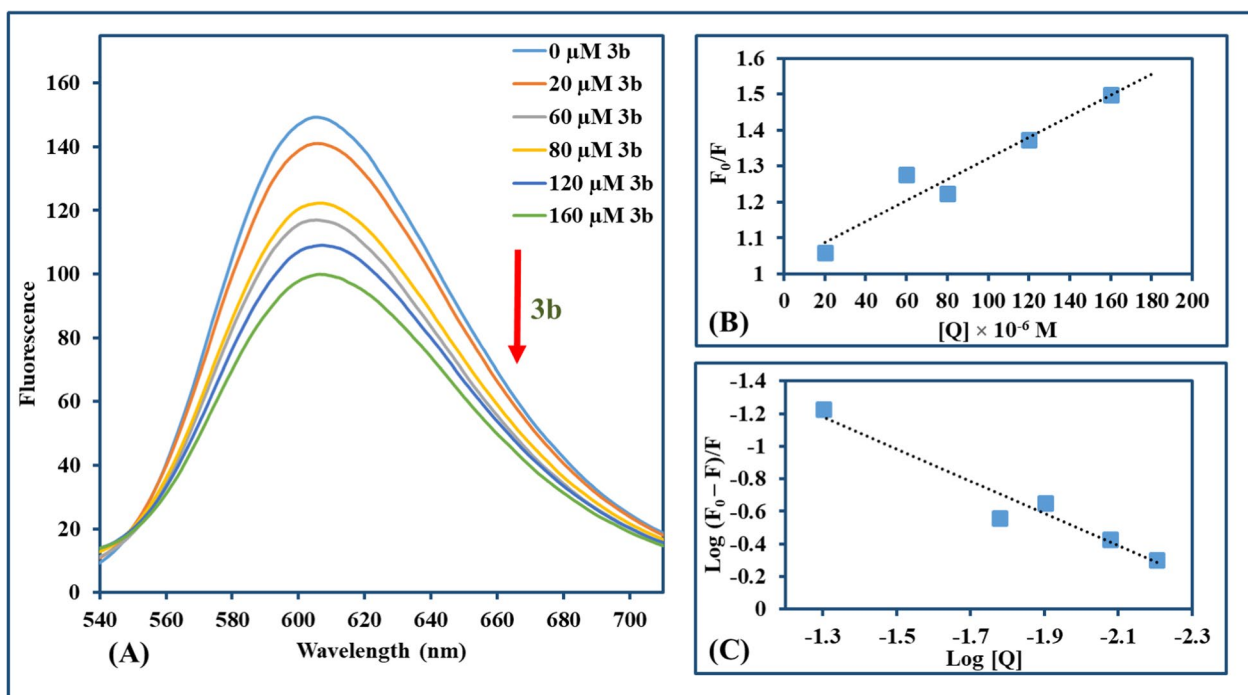 0 µM 3b
20 µM 3b
60 µM 3b
80 µM 3b
120 µM 3b
160 µM 3b
3b
Fluorescence
160
140
120
100
80
60
40
20
0
540 560 580 600 620 640 660 680 700
(A) Wavelength (nm)
F₀/F
1.6
1.5
1.4
1.3
1.2
1.1
1
0 20 40 60 80 100 120 140 160 180 200
(B) [Q] × 10⁻⁶ M
Log (F₀ – F)/F
-1.4
-1.2
-1
-0.8
-0.6
-0.4
-0.2
0
-1.3 -1.5 -1.7 -1.9 -2.1 -2.3
(C) Log [Q]